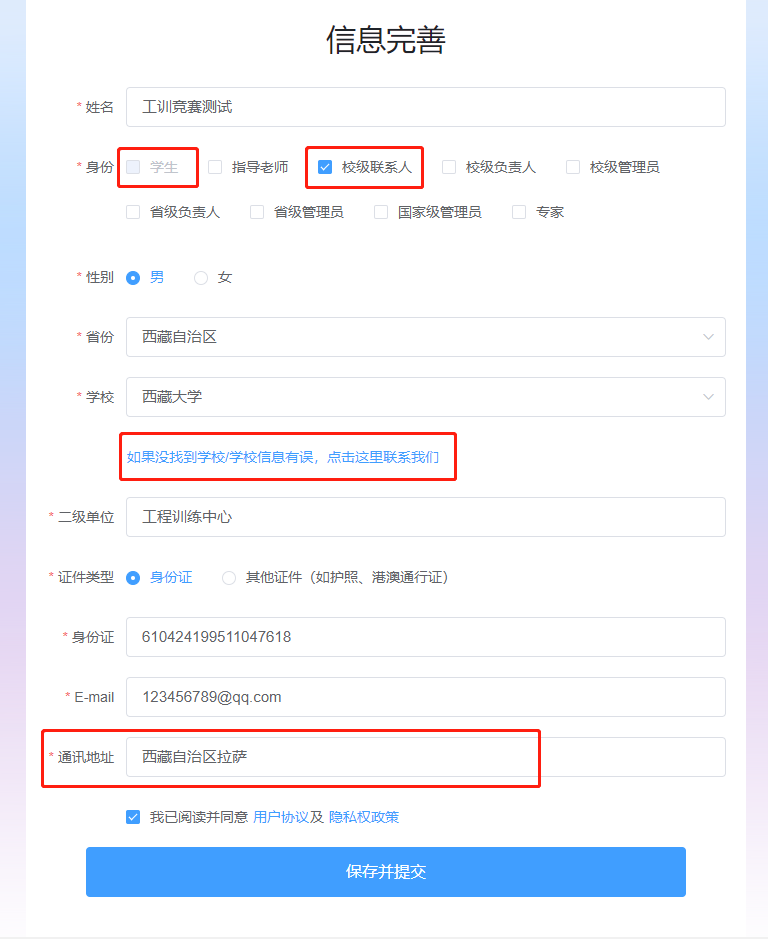 信息完善
* 姓名 工训竞赛测试
* 身份 学生 指导老师 校级联系人 校级负责人 校级管理员
省级负责人 省级管理员 国家级管理员 专家
* 性别 男 女
* 省份 西藏自治区
* 学校 西藏大学
如果没找到学校/学校信息有误，点击这里联系我们
* 二级单位 工程训练中心
* 证件类型 身份证 其他证件（如护照、港澳通行证）
* 身份证 610424199511047618
* E-mail 123456789@qq.com
* 通讯地址 西藏自治区拉萨
我已阅读并同意 用户协议及 隐私权政策
保存并提交